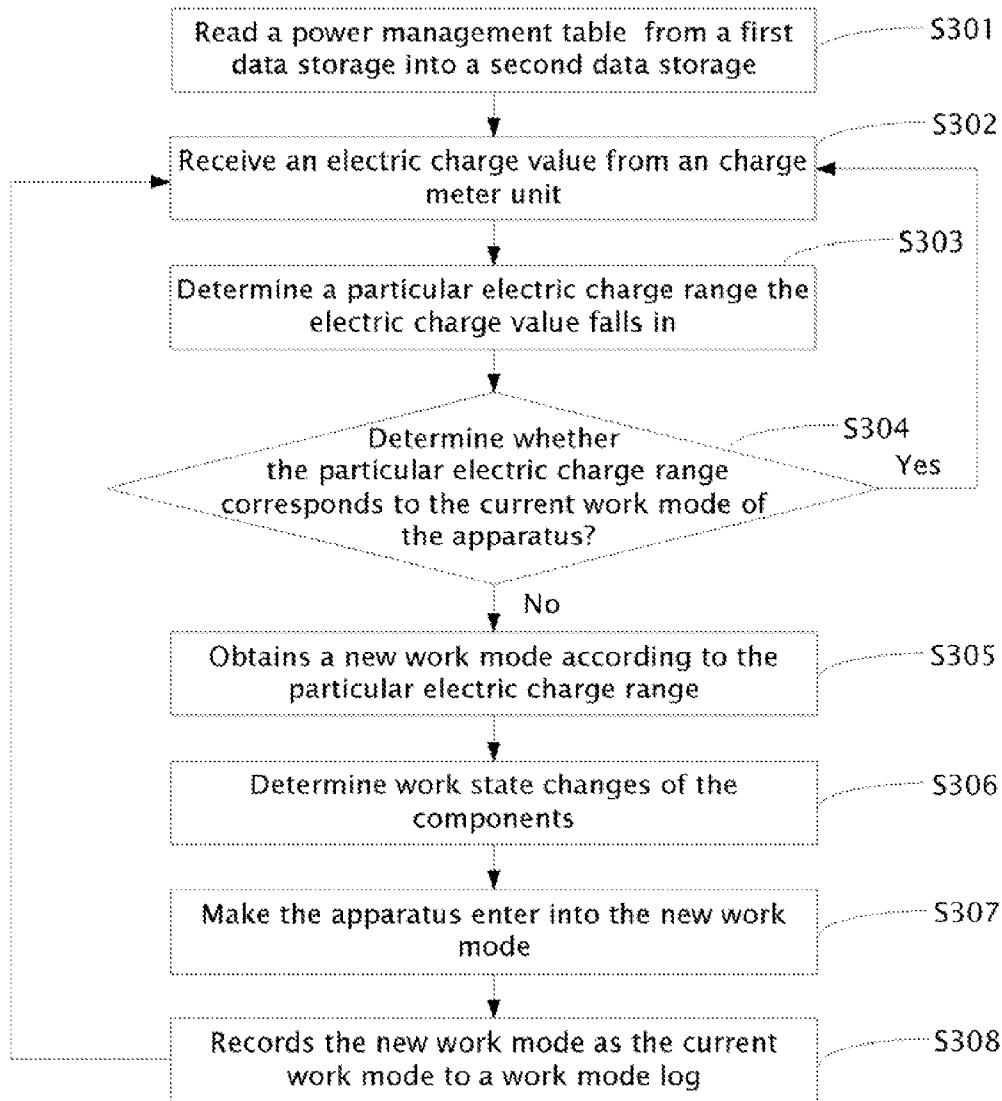 Read a power management table from a first
data storage into a second data storage
S301
Receive an electric charge value from an charge
meter unit
S302
Determine a particular electric charge range the
electric charge value falls in
S303
Determine whether
the particular electric charge range
corresponds to the current work mode of
the apparatus?
S304
Yes
No
Obtains a new work mode according to the
particular electric charge range
S305
Determine work state changes of the
components
S306
Make the apparatus enter into the new work
mode
S307
Records the new work mode as the current
work mode to a work mode log
S308